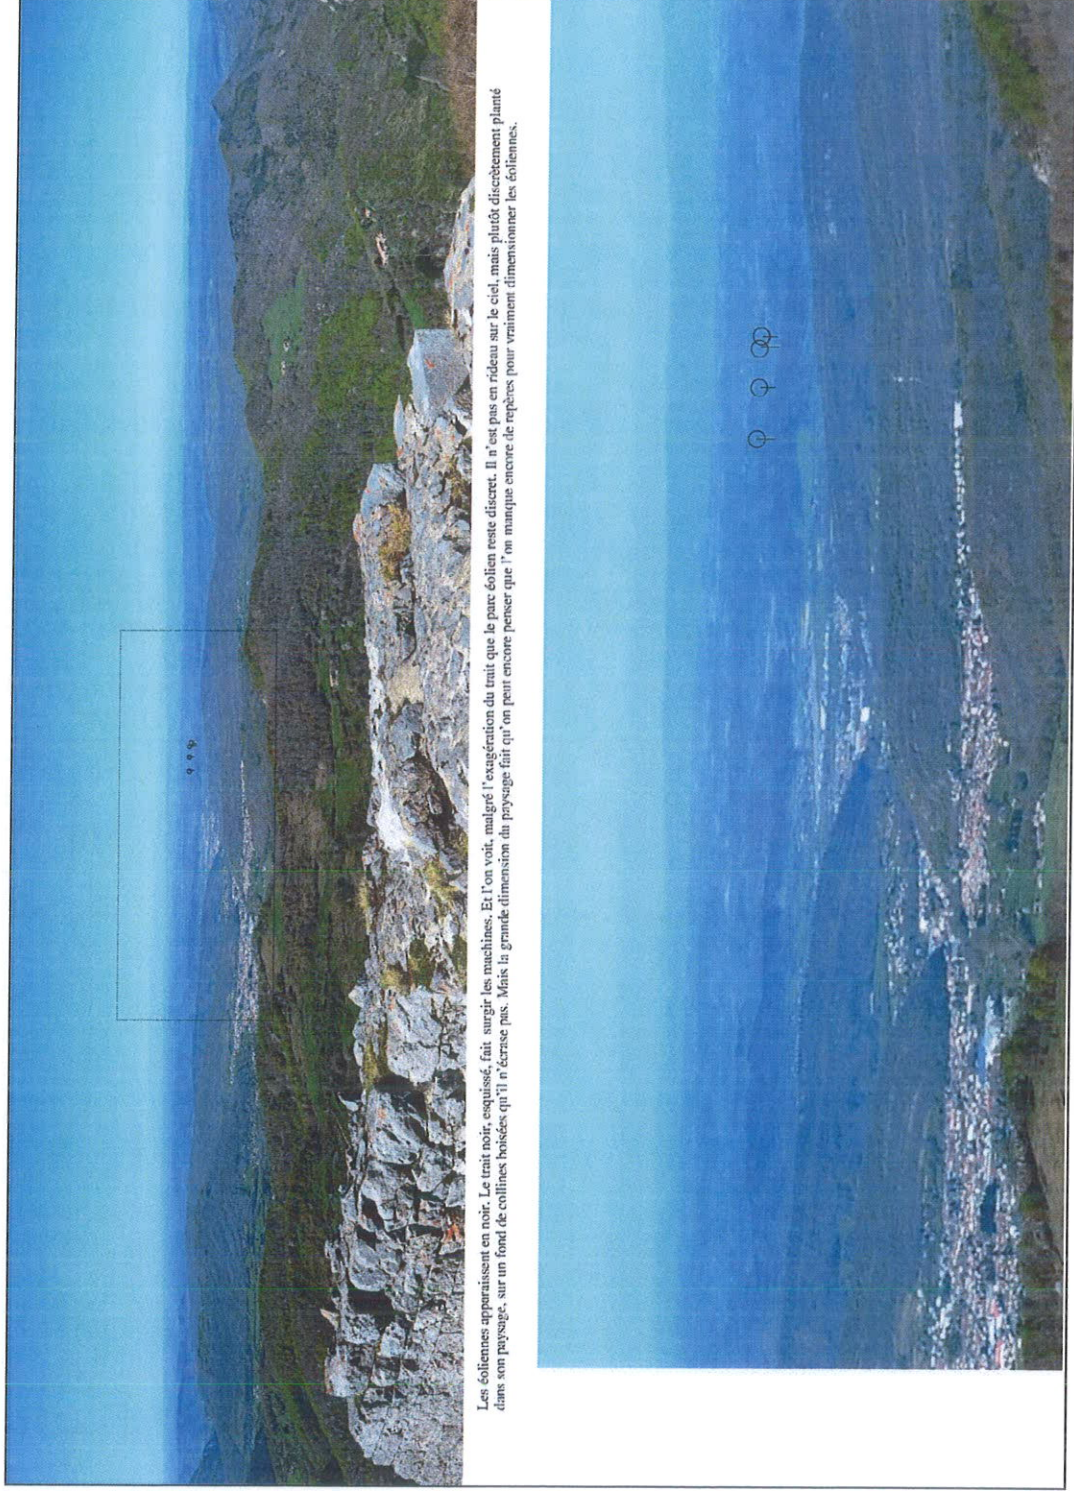 Les éoliennes apparaissent en noir. Le trait noir, esquissé, fait surgir les machines. Et l'on voit, malgré l'exagération du trait que le parc éolien reste discret. Il n'est pas en rideau sur le ciel, mais plutôt discrètement planté
dans son paysage, sur un fond de collines boisées qu'il n'écrase pas. Mais la grande dimension du paysage fait qu'on peut encore penser que l'on manque encore de repères pour vraiment dimensionner les éoliennes.